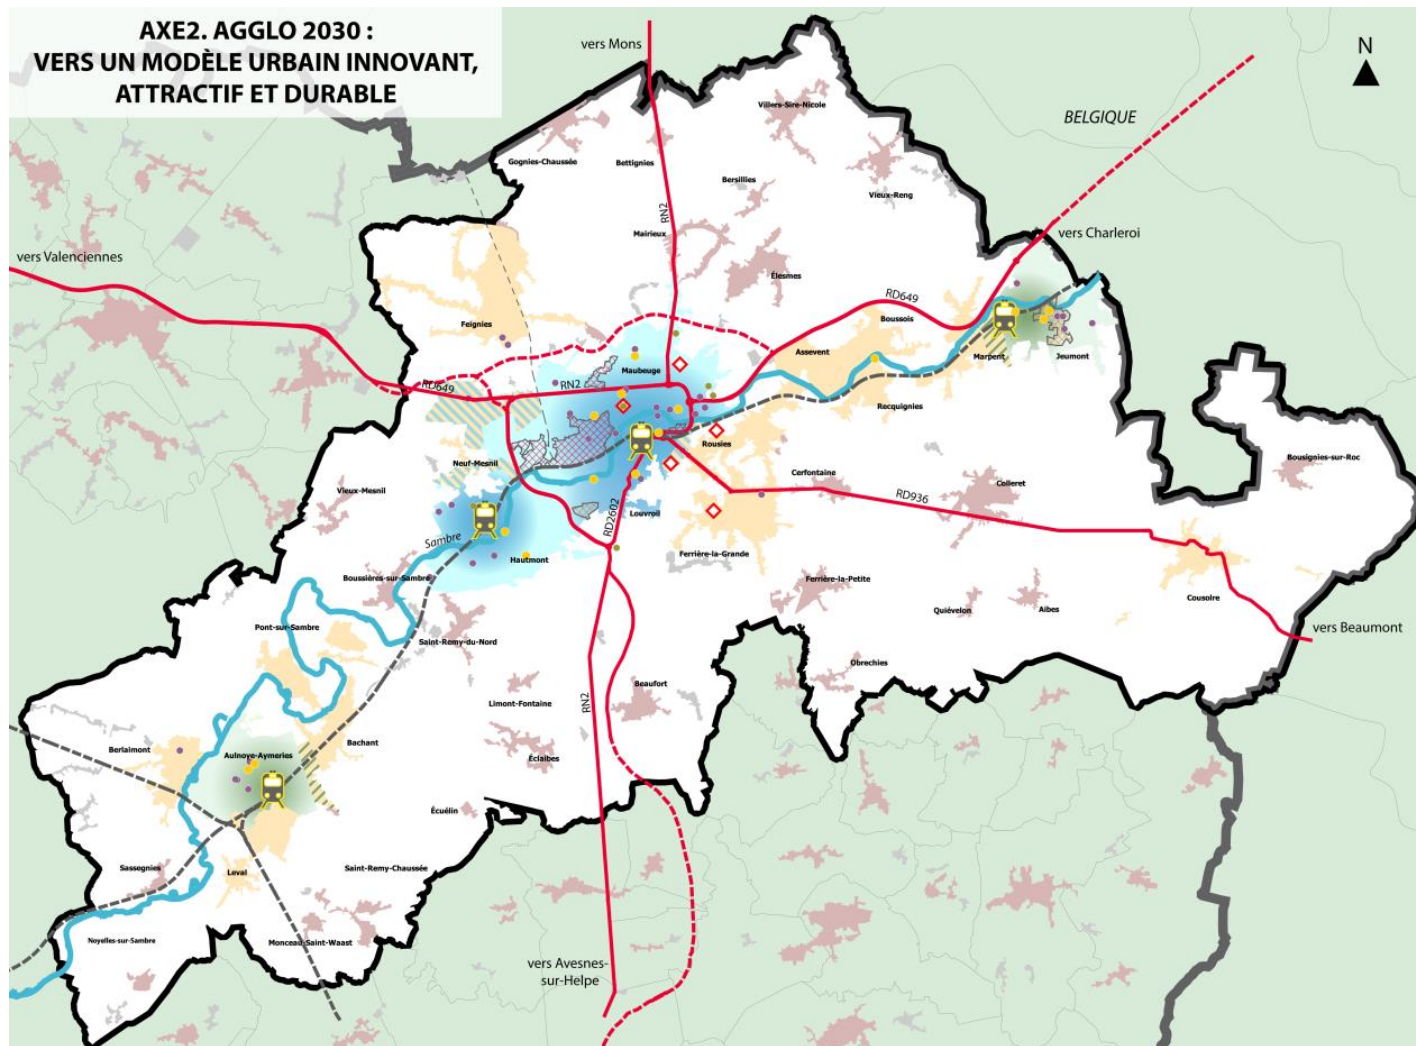 AXE2. AGGLO 2030 :
VERS UN MODÈLE URBAIN INNOVANT,
ATTRACTIF ET DURABLE
vers Mons
N
Villers-Sire-Nicole
BELGIQUE
Gognies-Chaussée
Bettignies
Bersillies
Vieux-Reng
RN2
Mairieux
vers Charleroi
vers Valenciennes
Élesmes
RD649
Boussois
Feignies
Assevent
Marpent
Jeumont
Maubeuge
RD649
RN2
Recquignies
Rousies
Neuf-Mesnil
Cerfontaine
Bousignies-sur-Roc
Vieux-Mesnil
Colleret
RD936
Louvroil
RD2602
Sambre
Hautmont
Ferrière-la-Grande
Boussières-sur-Sambre
Ferrière-la-Petite
Cousolre
Quiévelon
Aibes
Pont-sur-Sambre
Saint-Remy-du-Nord
vers Beaumont
Obrechies
Beaufort
Limont-Fontaine
RN2
Bachant
Berlaimont
Aulnoye-Aymeries
Éclaibes
Écuélin
Sassegnies
Leval
Saint-Remy-Chaussée
Noyelles-sur-Sambre
Monceau-Saint-Waast
vers Avesnes-
sur-Helpe